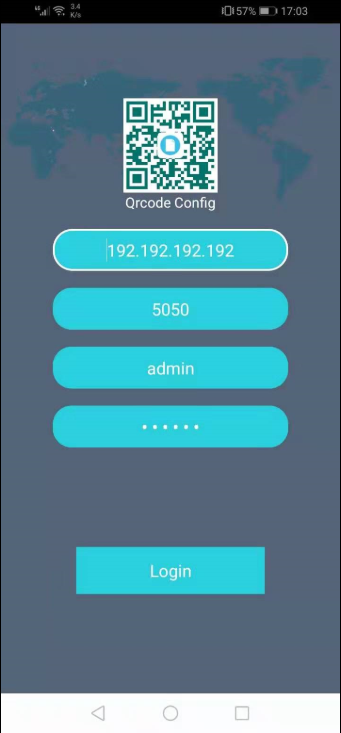 3.4
K/s
57%
17:03
Qrcode Config
192.192.192.192
5050
admin
••••••
Login